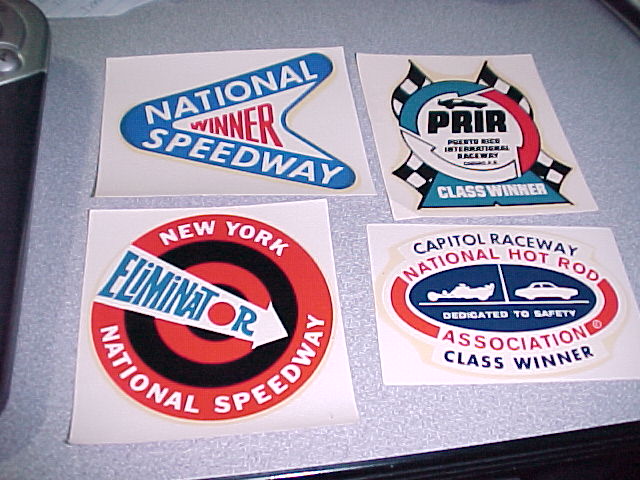 NATIONAL
WINNER
SPEEDWAY
PRIR
PUERTO RICO
INTERNATIONAL
RACEWAY
CLASS WINNER
NEW YORK
ELIMINATOR
NATIONAL SPEEDWAY
CAPITOL RACEWAY
NATIONAL HOT ROD
DEDICATED TO SAFETY
ASSOCIATION®
CLASS WINNER